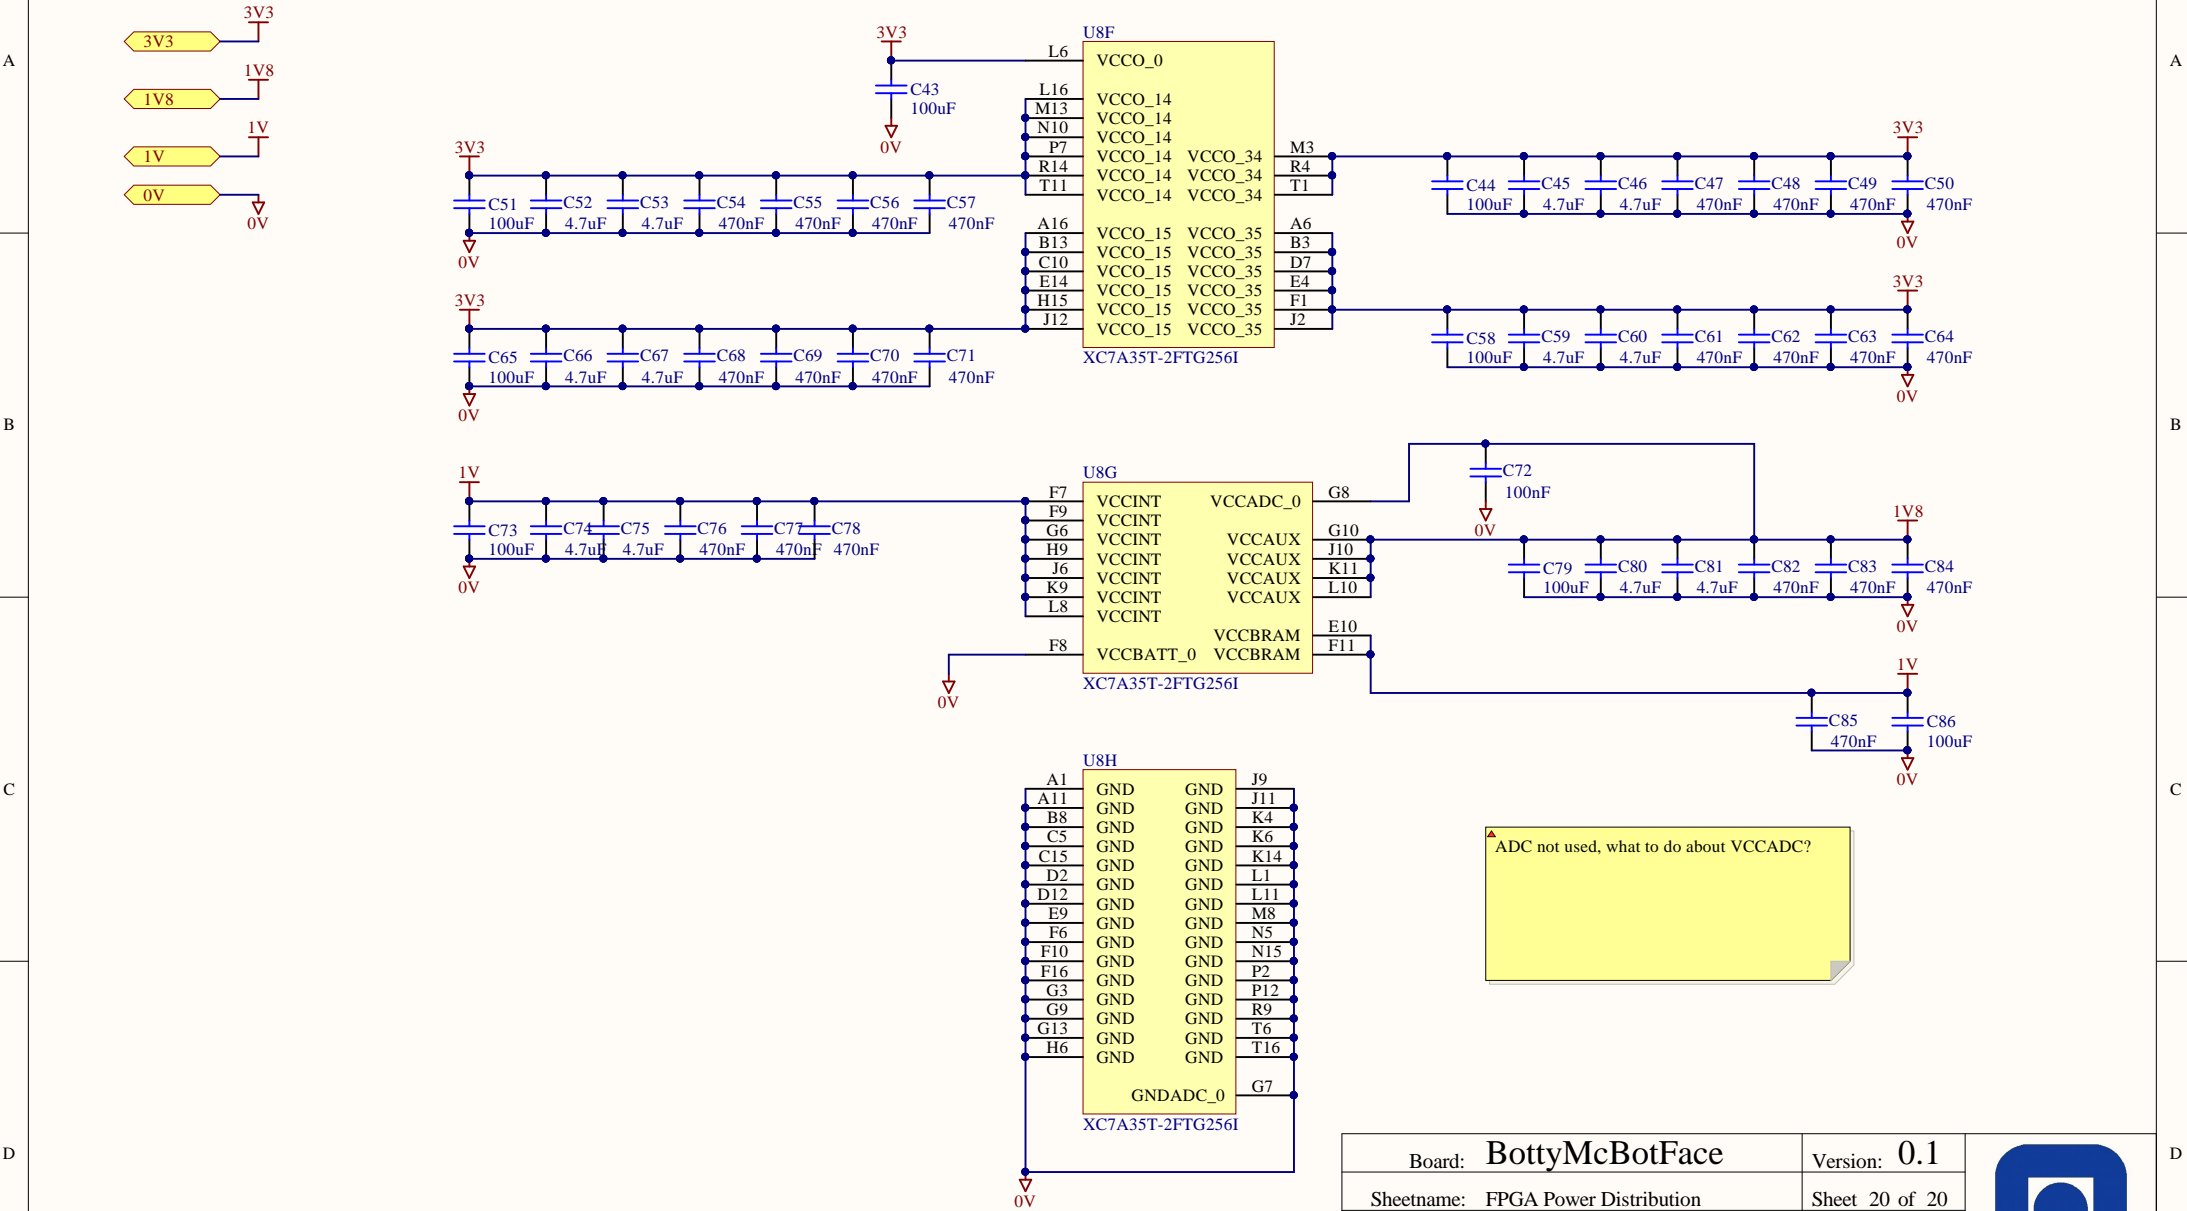 3V3
3V3
1V8
1V8
1V
1V
0V
0V
A
A
B
B
C
C
D
D
3V3
C43
100uF
0V
U8F
L6 VCCO_0
L16 VCCO_14
M13 VCCO_14
N10 VCCO_14
P7 VCCO_14 VCCO_34 M3
R14 VCCO_14 VCCO_34 R4
T11 VCCO_14 VCCO_34 T1
A16 VCCO_15 VCCO_35 A6
B13 VCCO_15 VCCO_35 B3
C10 VCCO_15 VCCO_35 D7
E14 VCCO_15 VCCO_35 E4
H15 VCCO_15 VCCO_35 F1
J12 VCCO_15 VCCO_35 J2
XC7A35T-2FTG256I
3V3
C51 C52 C53 C54 C55 C56 C57
100uF 4.7uF 4.7uF 470nF 470nF 470nF 470nF
0V
3V3
C44 C45 C46 C47 C48 C49 C50
100uF 4.7uF 4.7uF 470nF 470nF 470nF 470nF
0V
3V3
C65 C66 C67 C68 C69 C70 C71
100uF 4.7uF 4.7uF 470nF 470nF 470nF 470nF
0V
3V3
C58 C59 C60 C61 C62 C63 C64
100uF 4.7uF 4.7uF 470nF 470nF 470nF 470nF
0V
1V
C73 C74 C75 C76 C77 C78
100uF 4.7uF 4.7uF 470nF 470nF 470nF
0V
U8G
F7 VCCINT VCCADC_0 G8
F9 VCCINT
G6 VCCINT VCCAUX G10
H9 VCCINT VCCAUX J10
J6 VCCINT VCCAUX K11
K9 VCCINT VCCAUX L10
L8 VCCINT
VCCBRAM E10
F8 VCCBATT_0 VCCBRAM F11
XC7A35T-2FTG256I
0V
C72
100nF
0V
1V8
C79 C80 C81 C82 C83 C84
100uF 4.7uF 4.7uF 470nF 470nF 470nF
0V
1V
C85 C86
470nF 100uF
0V
U8H
A1 GND GND J9
A11 GND GND J11
B8 GND GND K4
C5 GND GND K6
C15 GND GND K14
D2 GND GND L1
D12 GND GND L11
E9 GND GND M8
F6 GND GND N5
F10 GND GND N15
F16 GND GND P2
G3 GND GND P12
G9 GND GND R9
G13 GND GND T6
H6 GND GND T16
GNDADC_0 G7
XC7A35T-2FTG256I
0V
ADC not used, what to do about VCCADC?
Board: BottyMcBotFace Version: 0.1
Sheetname: FPGA Power Distribution Sheet 20 of 20